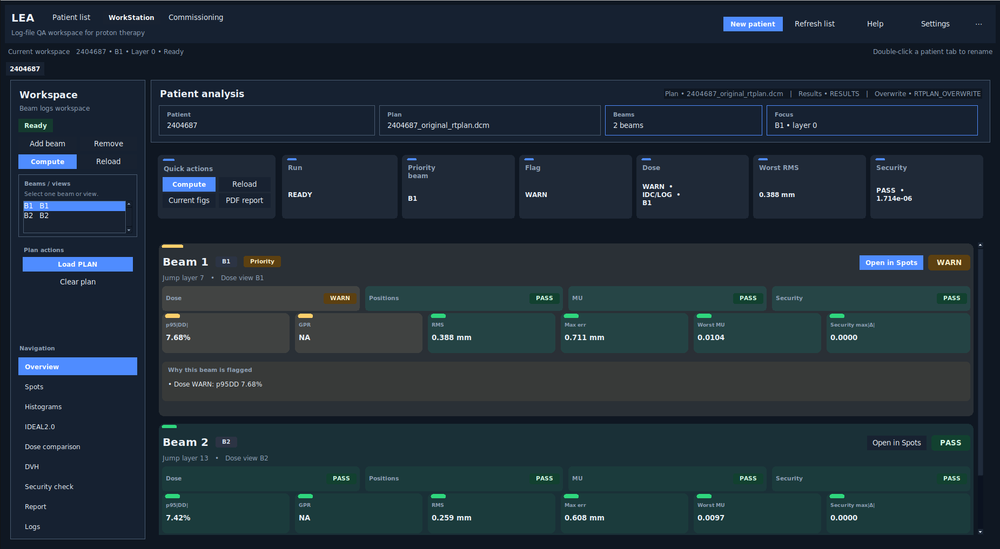 LEA
Patient list
WorkStation
Commissioning
New patient
Refresh list
Help
Settings
...
Log-file QA workspace for proton therapy
Current workspace 2404687 • B1 • Layer 0 • Ready
Double-click a patient tab to rename
2404687
Workspace
Beam logs workspace
Ready
Add beam
Remove
Compute
Reload
Beams / views
Select one beam or view.
B1 B1
B2 B2
Plan actions
Load PLAN
Clear plan
Navigation
Overview
Spots
Histograms
IDEAL2.0
Dose comparison
DVH
Security check
Report
Logs
Patient analysis
Plan • 2404687_original_rtplan.dcm | Results • RESULTS | Overwrite • RTPLAN_OVERWRITE
Patient
2404687
Plan
2404687_original_rtplan.dcm
Beams
2 beams
Focus
B1 • layer 0
Quick actions
Compute
Reload
Current figs
PDF report
Run
READY
Priority
beam
B1
Flag
WARN
Dose
WARN •
IDC/LOG •
B1
Worst RMS
0.388 mm
Security
PASS •
1.714e-06
Beam 1
B1
Priority
Open in Spots
WARN
Jump layer 7 • Dose view B1
Dose
WARN
Positions
PASS
MU
PASS
Security
PASS
p95|DD|
7.68%
GPR
NA
RMS
0.388 mm
Max err
0.711 mm
Worst MU
0.0104
Security max|Δ|
0.0000
Why this beam is flagged
• Dose WARN: p95DD 7.68%
Beam 2
B2
Open in Spots
PASS
Jump layer 13 • Dose view B2
Dose
PASS
Positions
PASS
MU
PASS
Security
PASS
p95|DD|
7.42%
GPR
NA
RMS
0.259 mm
Max err
0.608 mm
Worst MU
0.0097
Security max|Δ|
0.0000